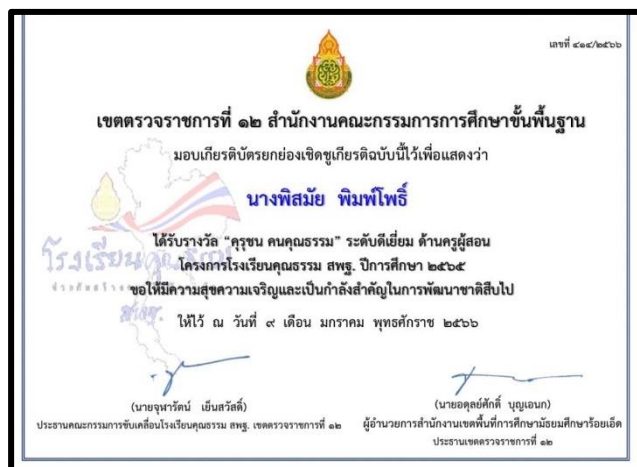 เลขที่ ๔๑๔/๒๕๖๖
เขตตรวจราชการที่ ๑๒ สำนักงานคณะกรรมการการศึกษาขั้นพื้นฐาน
มอบเกียรติบัตรยกย่องเชิดชูเกียรติฉบับนี้ไว้เพื่อแสดงว่า
นางพิสมัย พิมพ์โพธิ์
ได้รับรางวัล “คุรุชน คนคุณธรรม” ระดับดีเยี่ยม ด้านครูผู้สอน
โครงการโรงเรียนคุณธรรม สพฐ. ปีการศึกษา ๒๕๖๕
ขอให้มีความสุขความเจริญและเป็นกำลังสำคัญในการพัฒนาชาติสืบไป
ให้ไว้ ณ วันที่ ๙ เดือน มกราคม พุทธศักราช ๒๕๖๖
โรงเรียนคุณธรรม
สพฐ.
(นายจุฬารัตน์ เย็นสวัสดิ์)
ประธานคณะกรรมการขับเคลื่อนโรงเรียนคุณธรรม สพฐ. เขตตรวจราชการที่ ๑๒
(นายอดุลย์ศักดิ์ บุญเอนก)
ผู้อำนวยการสำนักงานเขตพื้นที่การศึกษามัธยมศึกษาร้อยเอ็ด
ประธานเขตตรวจราชการที่ ๑๒